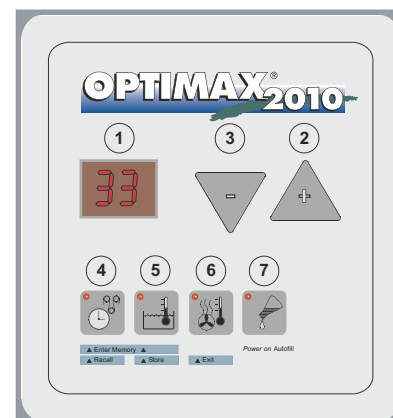 OPTIMAX®
2010
1 3 2
33 - +
4 5 6 7
▲ Enter Memory ▲
▲ Recall ▲ Store ▲ Exit
Power on Autofill